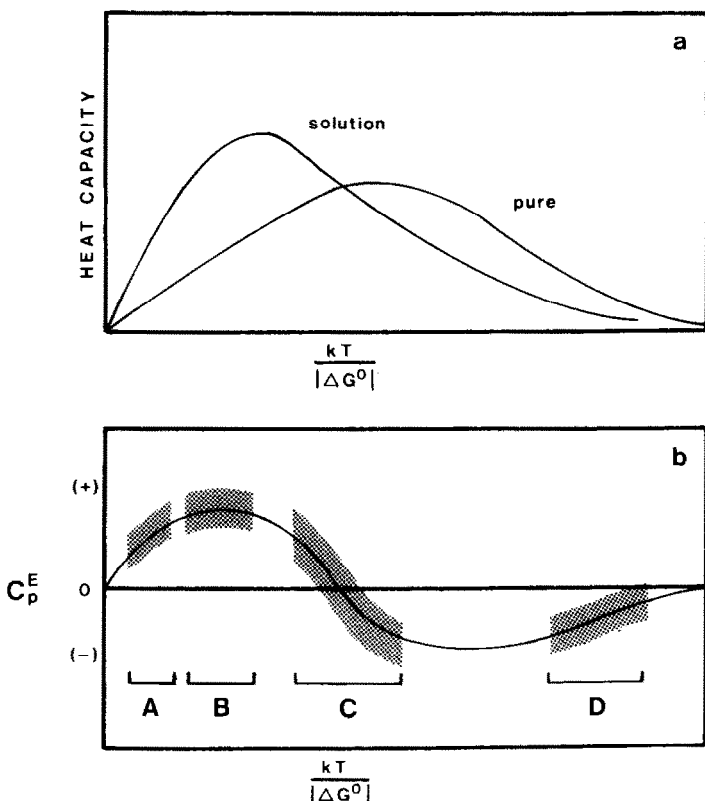 a
HEAT CAPACITY
solution
pure
kT
|ΔG⁰|
b
(+)
C_p^E 0
(−)
A B C D
kT
|ΔG⁰|